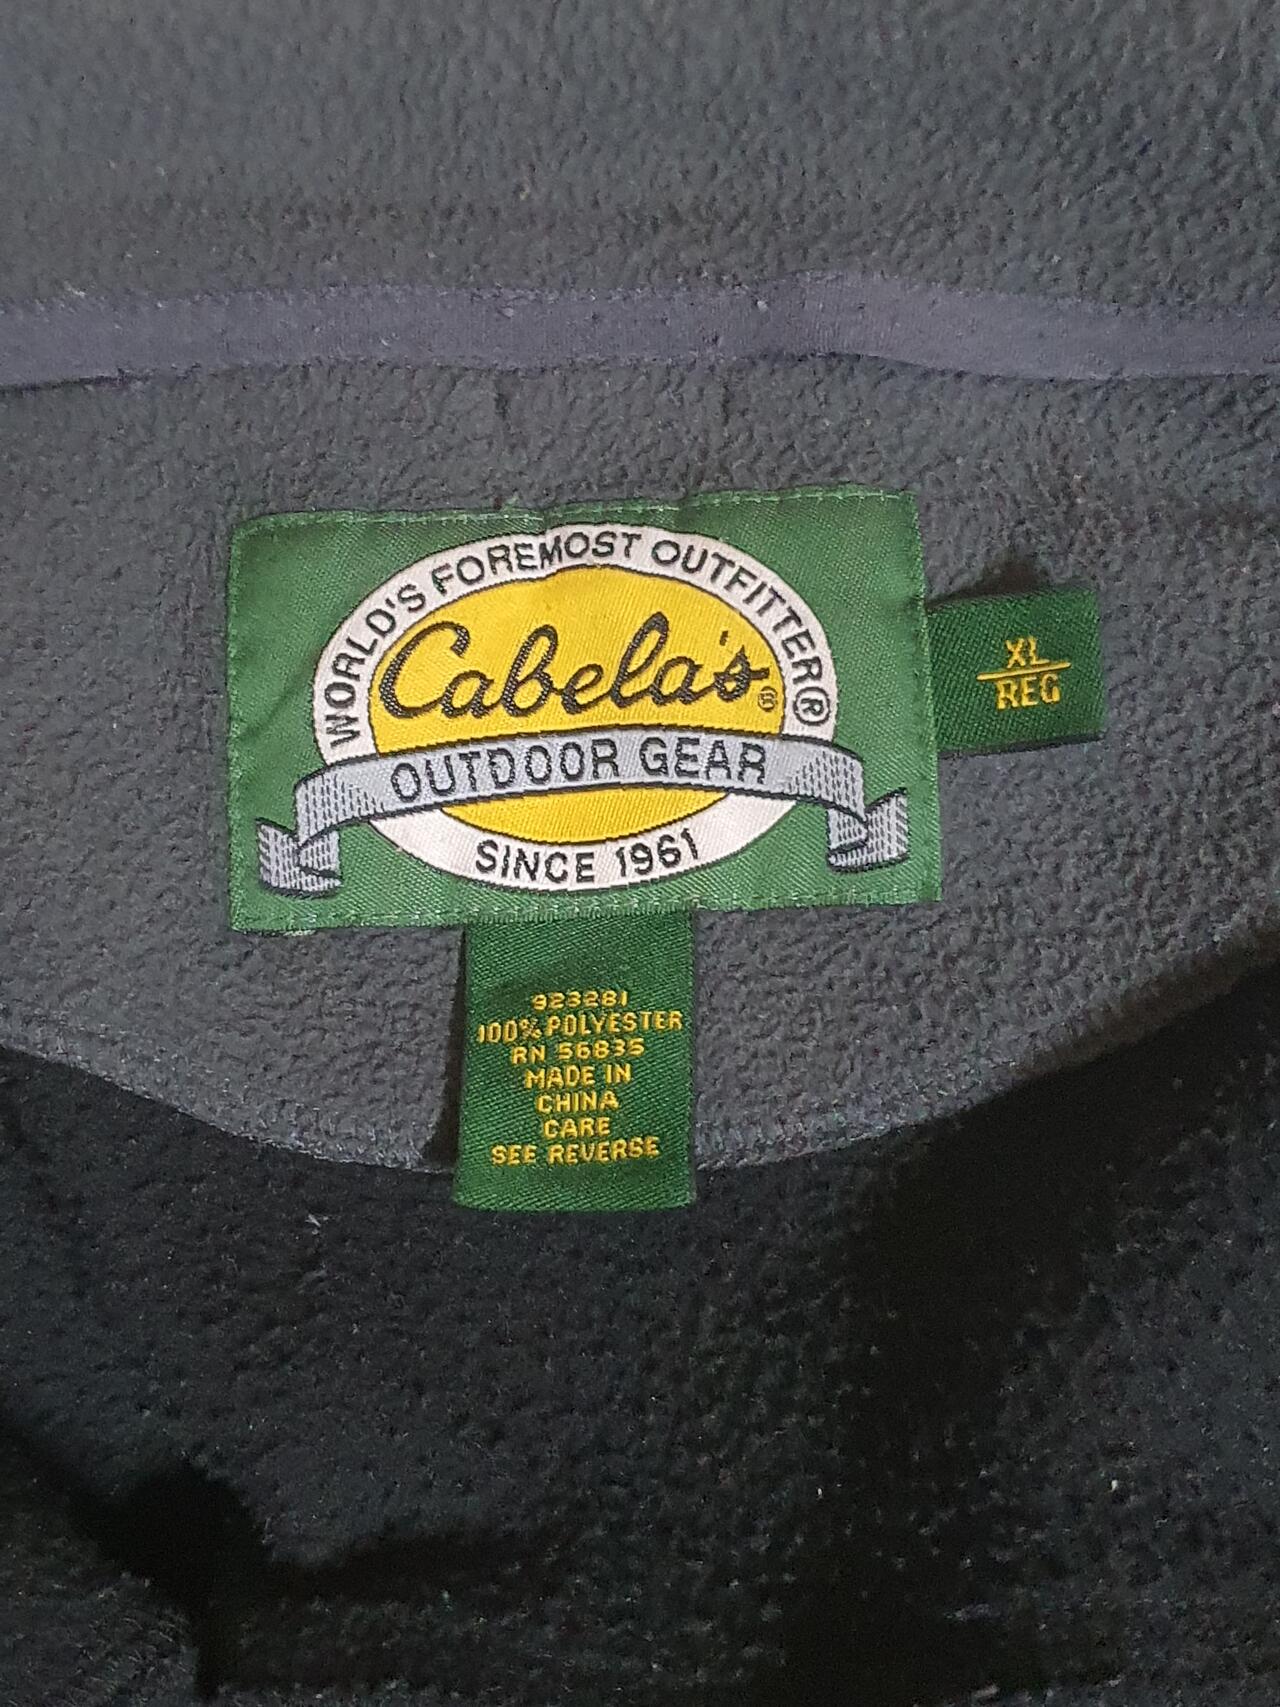 WORLD'S FOREMOST OUTFITTER®
Cabela's®
OUTDOOR GEAR
SINCE 1961
XL
REG
923281
100% POLYESTER
RN 56835
MADE IN
CHINA
CARE
SEE REVERSE